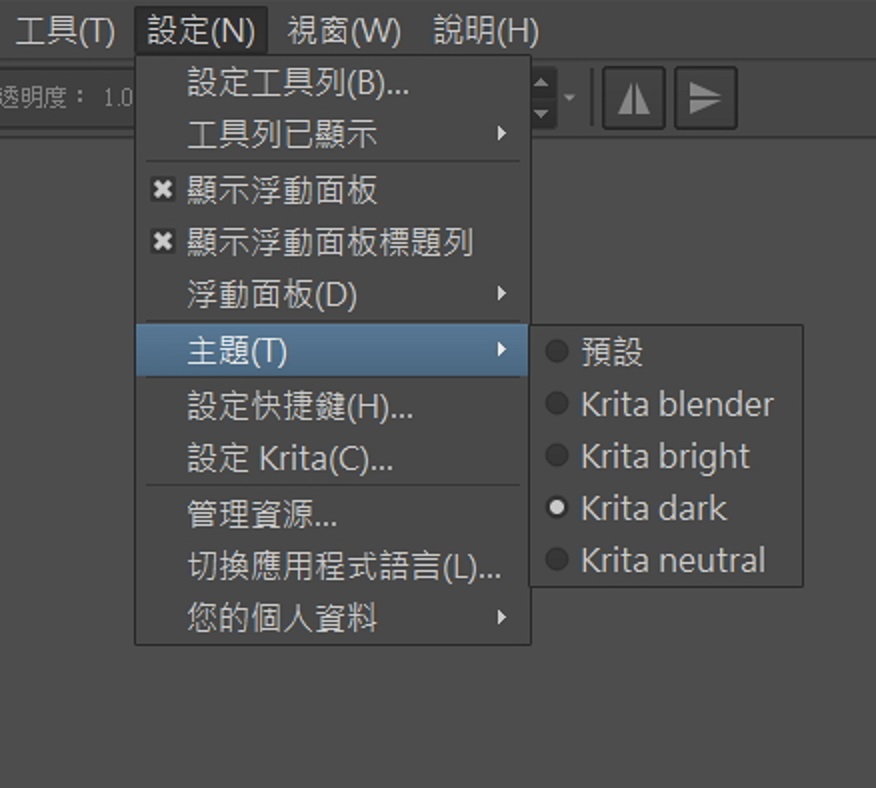 工具(T) 設定(N) 視窗(W) 說明(H)
透明度： 1.0
設定工具列(B)...
工具列已顯示
顯示浮動面板
顯示浮動面板標題列
浮動面板(D)
主題(T)
預設
Krita blender
Krita bright
Krita dark
Krita neutral
設定快捷鍵(H)...
設定 Krita(C)...
管理資源...
切換應用程式語言(L)...
您的個人資料